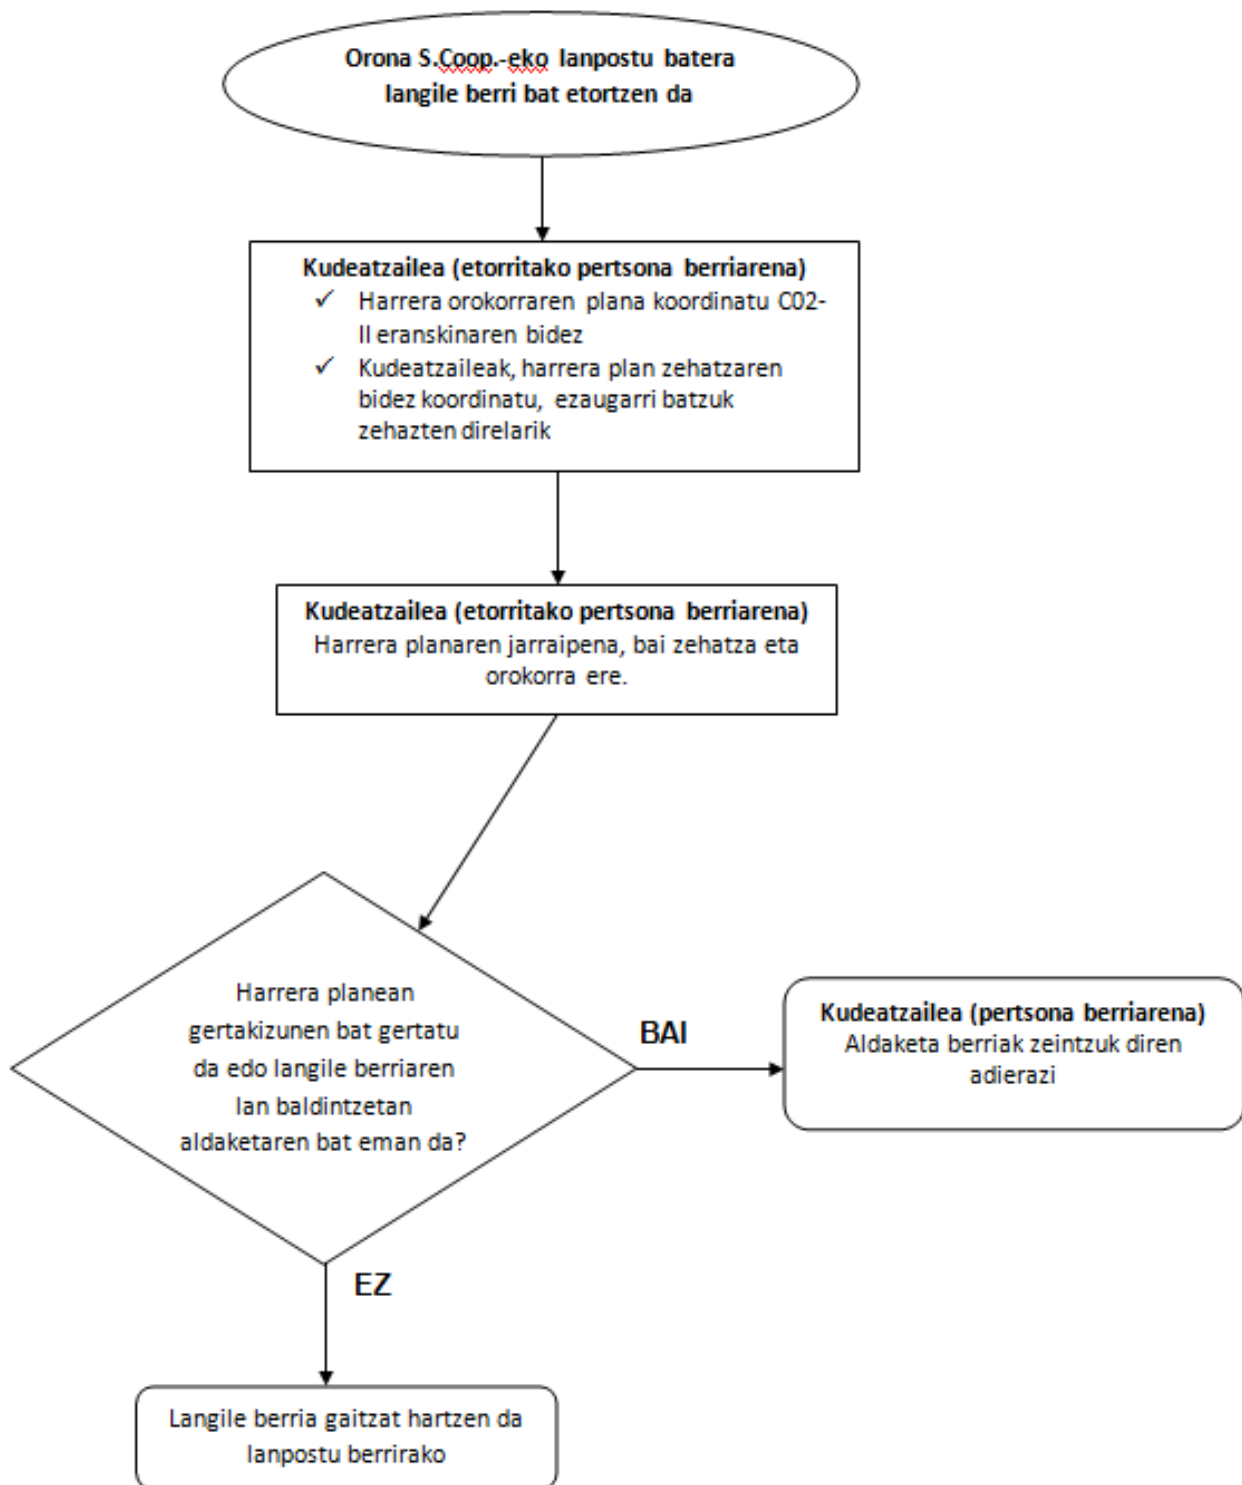 Orona S.Coop.-eko lanpostu batera
langile berri bat etortzen da
Kudeatzailea (etorritako pertsona berriarena)
✓ Harrera orokorraren plana koordinatu C02-
II eranskinaren bidez
✓ Kudeatzaileak, harrera plan zehatzaren
bidez koordinatu, ezaugarri batzuk
zehazten direlarik
Kudeatzailea (etorritako pertsona berriarena)
Harrera planaren jarraipena, bai zehatza eta
orokorra ere.
Harrera planean
gertakizunen bat gertatu
da edo langile berriaren
lan baldintzetan
aldaketaren bat eman da?
BAI
Kudeatzailea (pertsona berriarena)
Aldaketa berriak zeintzuk diren
adierazi
EZ
Langile berria gaitzat hartzen da
lanpostu berrirako